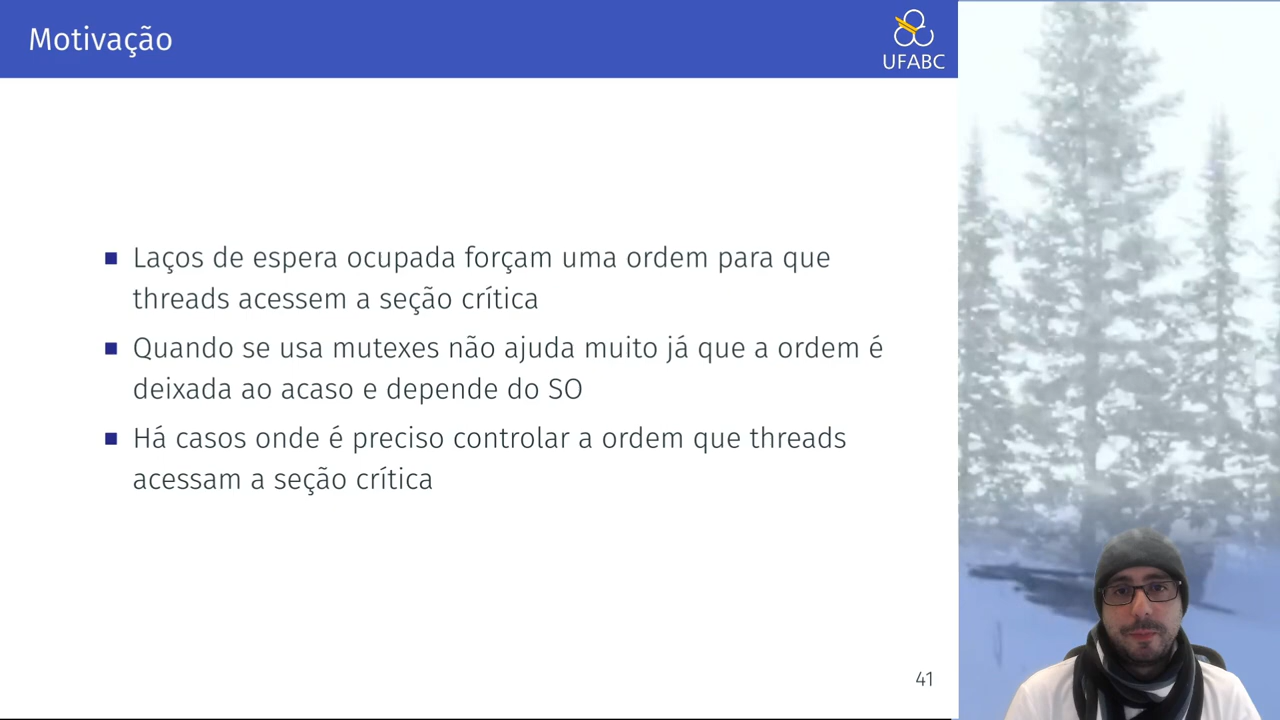 Motivação
UFABC
Laços de espera ocupada forçam uma ordem para que
threads acessem a seção crítica
Quando se usa mutexes não ajuda muito já que a ordem é
deixada ao acaso e depende do SO
Há casos onde é preciso controlar a ordem que threads
acessam a seção crítica
41